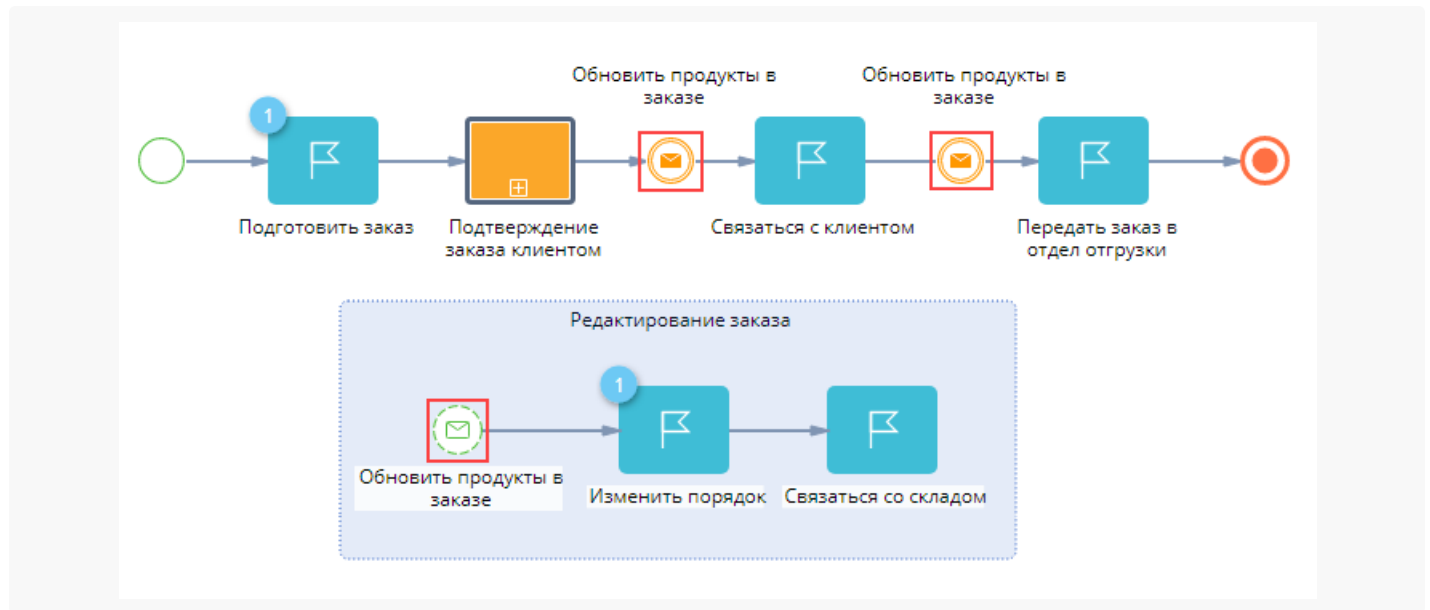 Обновить продукты в
заказе
Обновить продукты в
заказе
1
Подготовить заказ
Подтверждение
заказа клиентом
Связаться с клиентом
Передать заказ в
отдел отгрузки
Редактирование заказа
1
Обновить продукты в
заказе
Изменить порядок
Связаться со складом